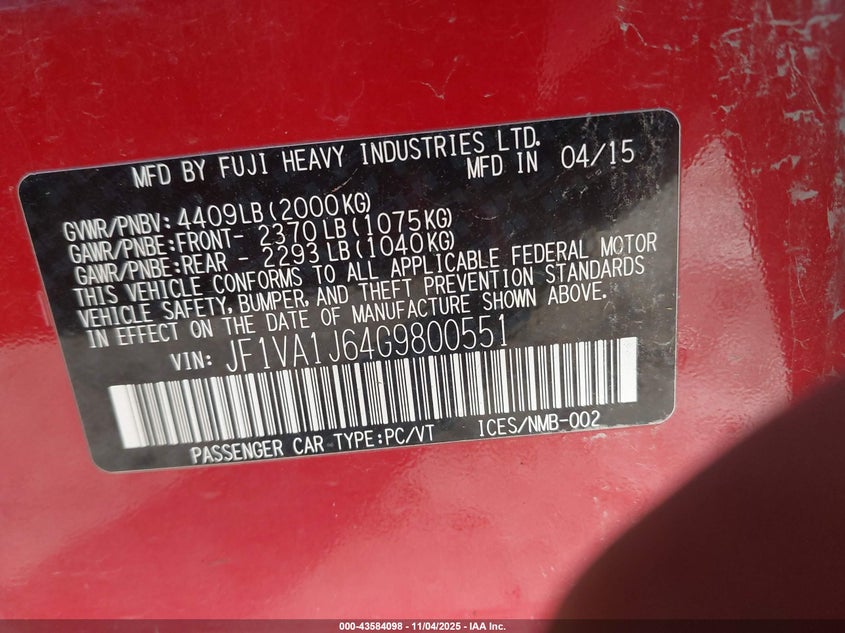 MFD BY FUJI HEAVY INDUSTRIES LTD.
MFD IN 04/15
GVWR/PNBV: 4409LB(2000KG)
GAWR/PNBE:FRONT- 2370LB(1075KG)
GAWR/PNBE:REAR - 2293LB(1040KG)
THIS VEHICLE CONFORMS TO ALL APPLICABLE FEDERAL MOTOR
VEHICLE SAFETY, BUMPER, AND THEFT PREVENTION STANDARDS
IN EFFECT ON THE DATE OF MANUFACTURE SHOWN ABOVE.
VIN: JF1VA1J64G9800551
PASSENGER CAR TYPE:PC/VT ICES/NMB-002
000-43584098 - 11/04/2025 - IAA Inc.